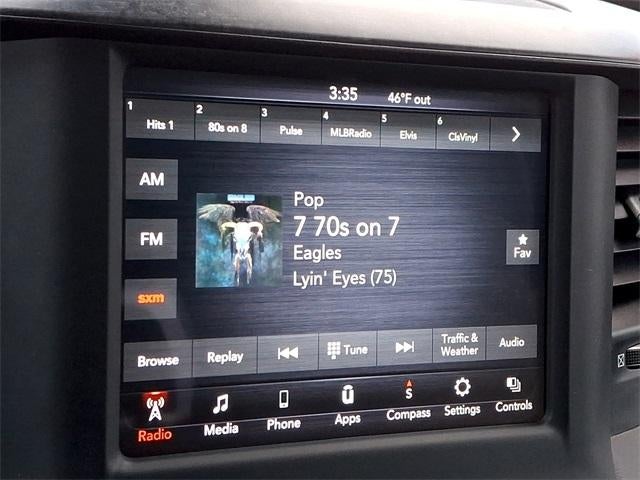 3:35 46°F out
1 Hits 1 2 80s on 8 3 Pulse 4 MLBRadio 5 Elvis 6 ClsVinyl
AM
FM
sxm
Pop
7 70s on 7
Eagles
Lyin' Eyes (75)
Fav
Browse Replay Tune Traffic & Weather Audio
Radio Media Phone Apps S Compass Settings Controls